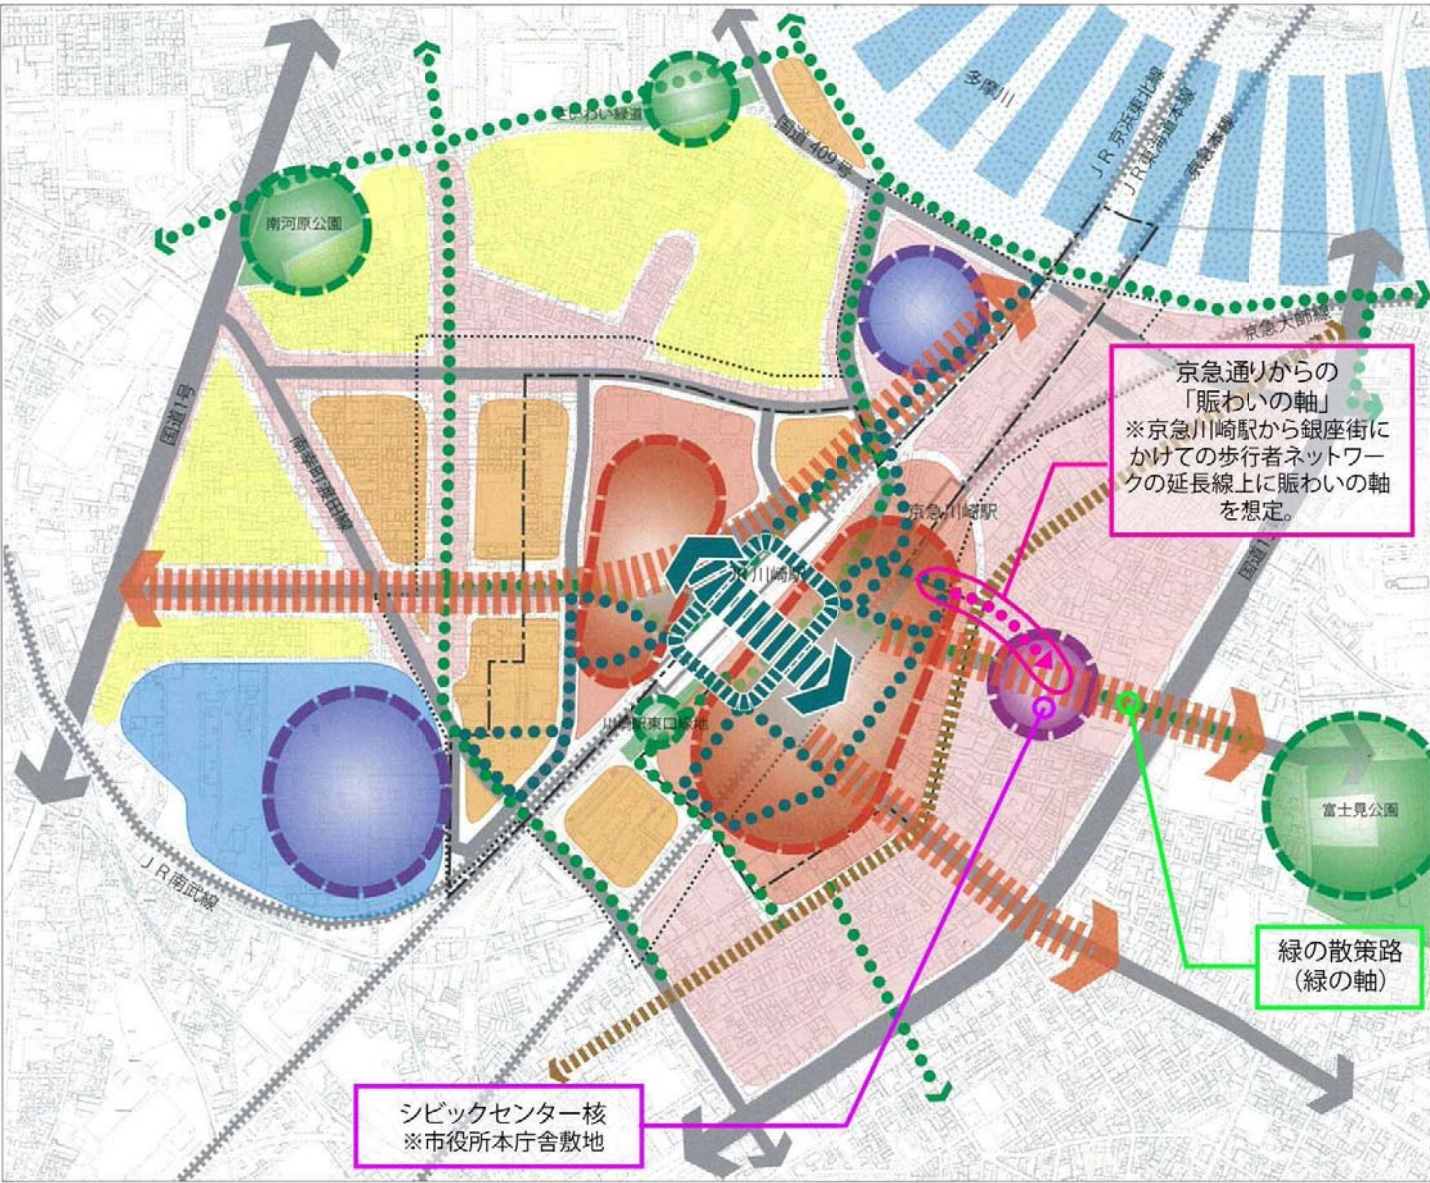 多摩川
JR京浜東北線
JR東海道本線
京急本線
さいわい緑道
国道409号
南河原公園
京急大師線
国道1号
京急通りからの
「賑わいの軸」
※京急川崎駅から銀座街に
かけての歩行者ネットワー
クの延長線上に賑わいの軸
を想定。
京急川崎駅
JR川崎駅
川崎駅東口緑地
富士見公園
JR南武線
緑の散策路
(緑の軸)
シビックセンター核
※市役所本庁舎敷地